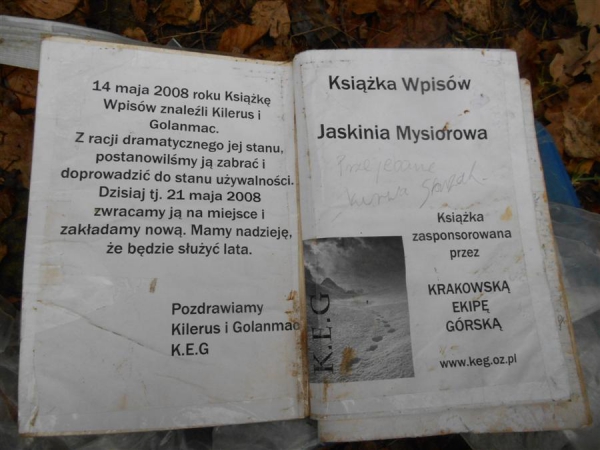 14 maja 2008 roku Książkę
Wpisów znaleźli Kilerus i
Golanmac.
Z racji dramatycznej jej stanu,
postanowiliśmy ją zabrać i
doprowadzić do stanu używalności.
Dzisiaj tj. 21 maja 2008
zwracamy ją na miejsce i
zakładamy nową. Mamy nadzieję,
że będzie służyć lata.
Pozdrawiamy
Kilerus i Golanmac
K.E.G
Książka Wpisów
Jaskinia Mysiorowa
Książka
zasponsorowana
przez
KRAKOWSKĄ
EKIPĘ
GÓRSKĄ
www.keg.oz.pl
K.E.G